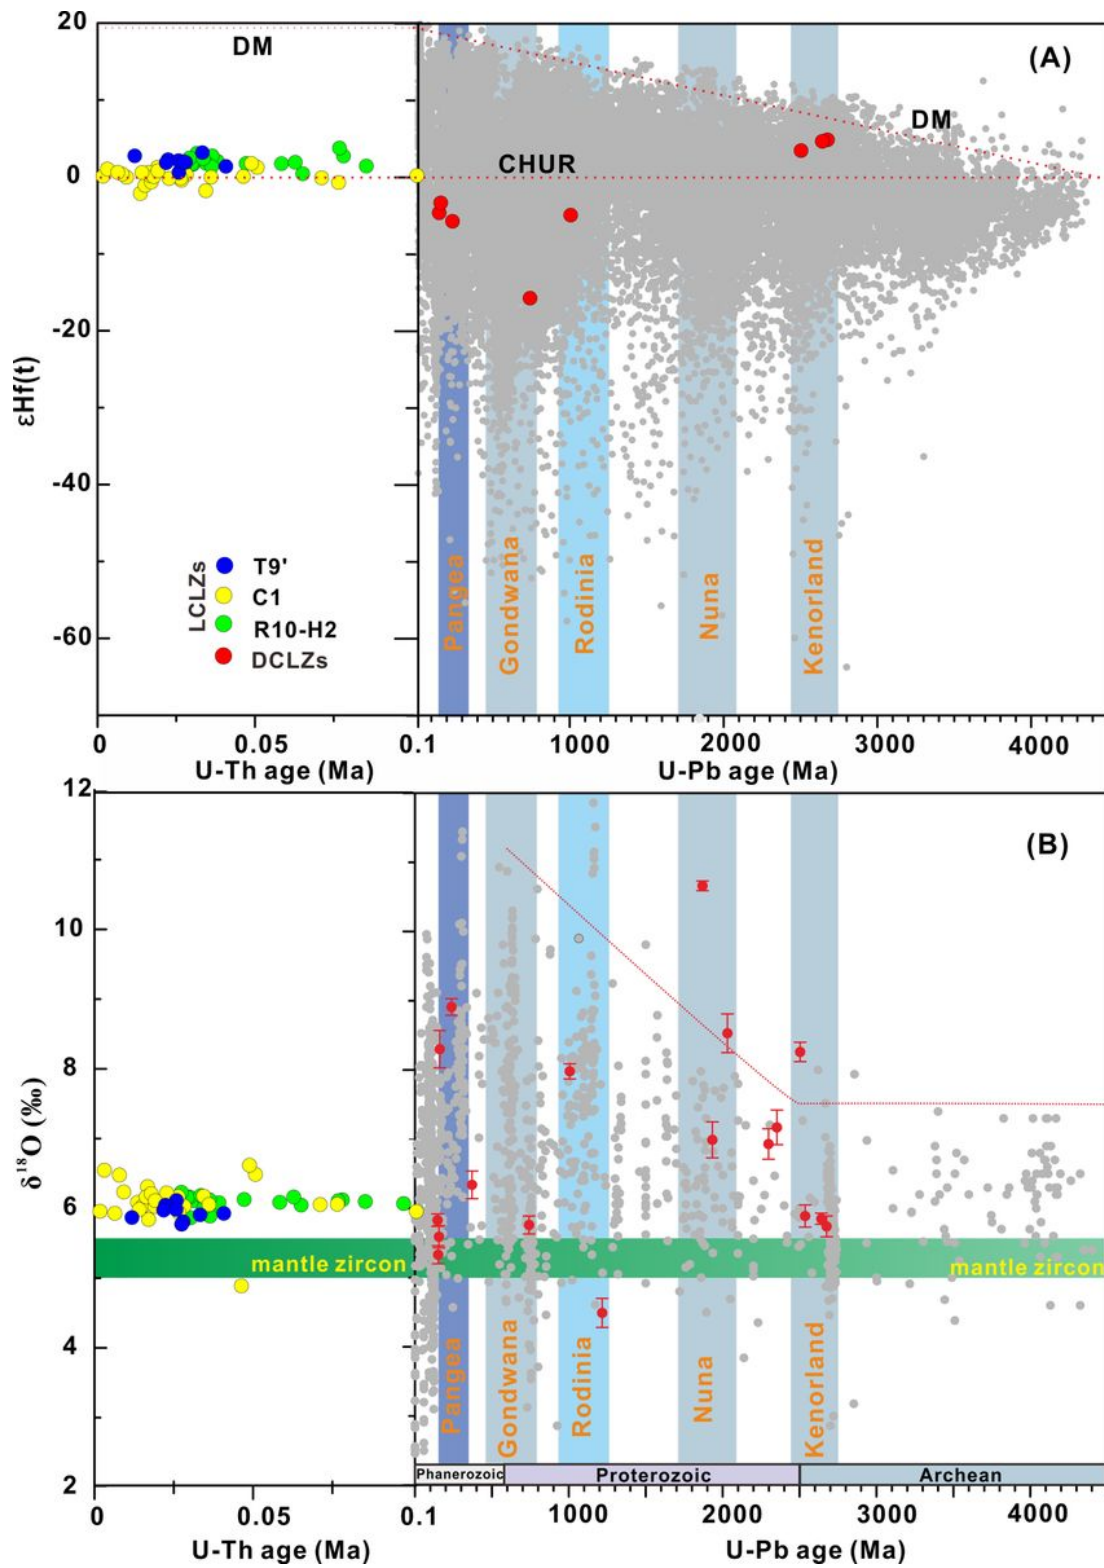 20
0
-20
-40
-60
εHf(t)
DM
(A)
DM
CHUR
LCLZs
T9'
C1
R10-H2
DCLZs
Pangea
Gondwana
Rodinia
Nuna
Kenorland
0
0.05
0.1
1000
2000
3000
4000
U-Th age (Ma)
U-Pb age (Ma)
12
10
8
6
4
2
δ18O (‰)
(B)
mantle zircon
mantle zircon
Pangea
Gondwana
Rodinia
Nuna
Kenorland
Phanerozoic
Proterozoic
Archean
0
0.05
0.1
1000
2000
3000
4000
U-Th age (Ma)
U-Pb age (Ma)